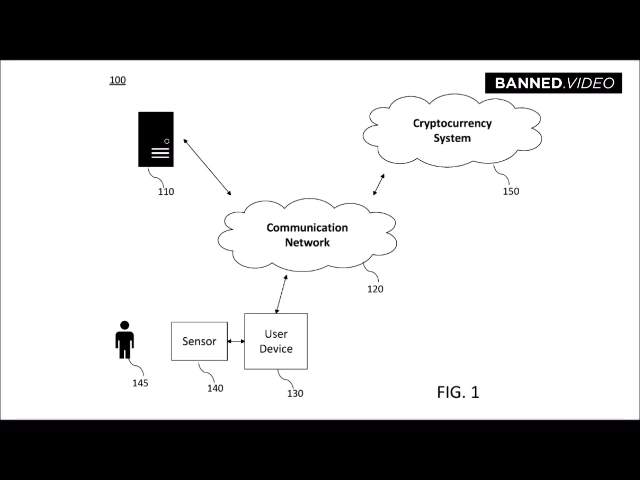 100
BANNED.VIDEO
Cryptocurrency
System
110
150
Communication
Network
120
Sensor
User
Device
145
140
130
FIG. 1